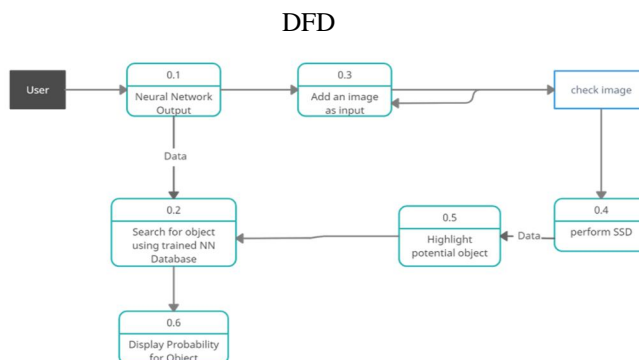 DFD
User
0.1
Neural Network
Output
0.3
Add an image
as input
check image
Data
0.2
Search for object
using trained NN
Database
0.5
Highlight
potential object
Data
0.4
perform SSD
0.6
Display Probability
for Object